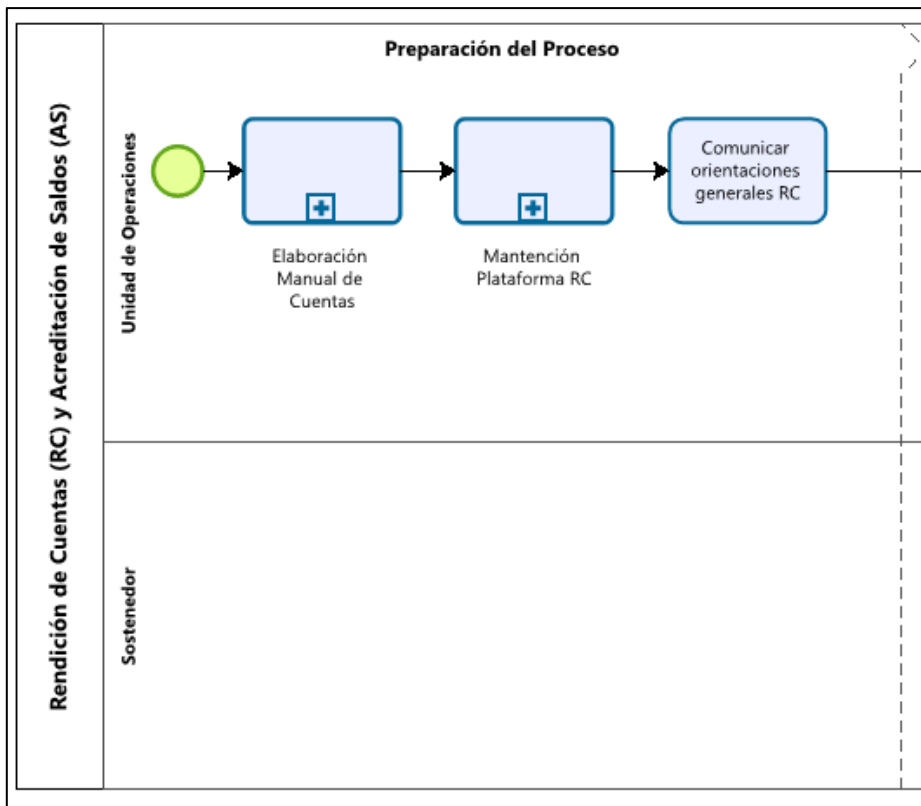 Rendición de Cuentas (RC) y Acreditación de Saldos (AS)
Preparación del Proceso
Unidad de Operaciones
Elaboración
Manual de
Cuentas
Mantención
Plataforma RC
Comunicar
orientaciones
generales RC
Sostenedor